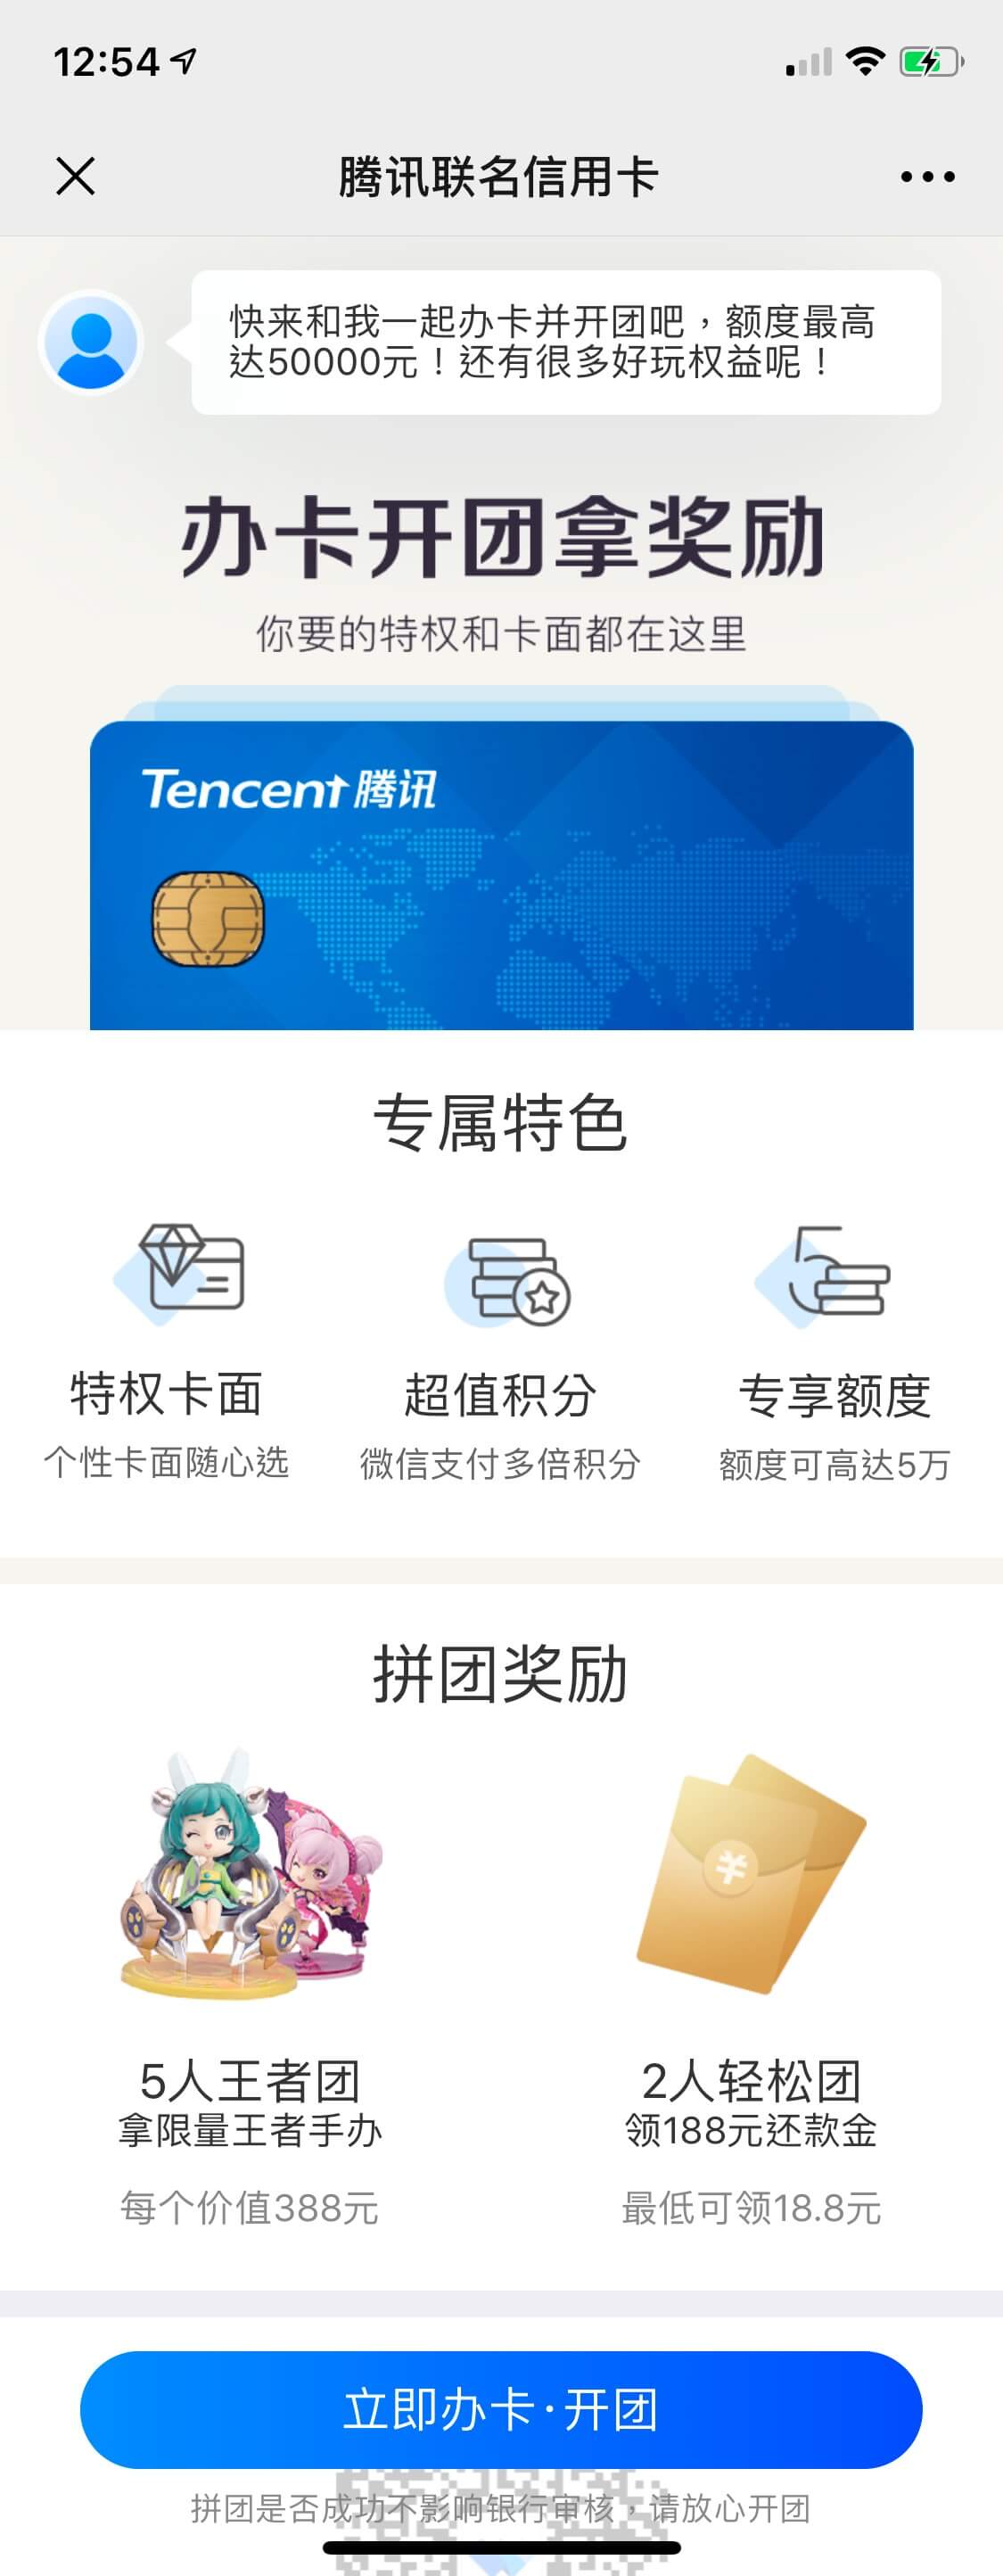 12:54
腾讯联名信用卡
快来和我一起办卡并开团吧，额度最高
达50000元！还有很多好玩权益呢！
办卡开团拿奖励
你要的特权和卡面都在这里
Tencent腾讯
专属特色
特权卡面 超值积分 专享额度
个性卡面随心选 微信支付多倍积分 额度可高达5万
拼团奖励
5人王者团 2人轻松团
拿限量王者手办 领188元还款金
每个价值388元 最低可领18.8元
立即办卡·开团
拼团是否成功不影响银行审核，请放心开团